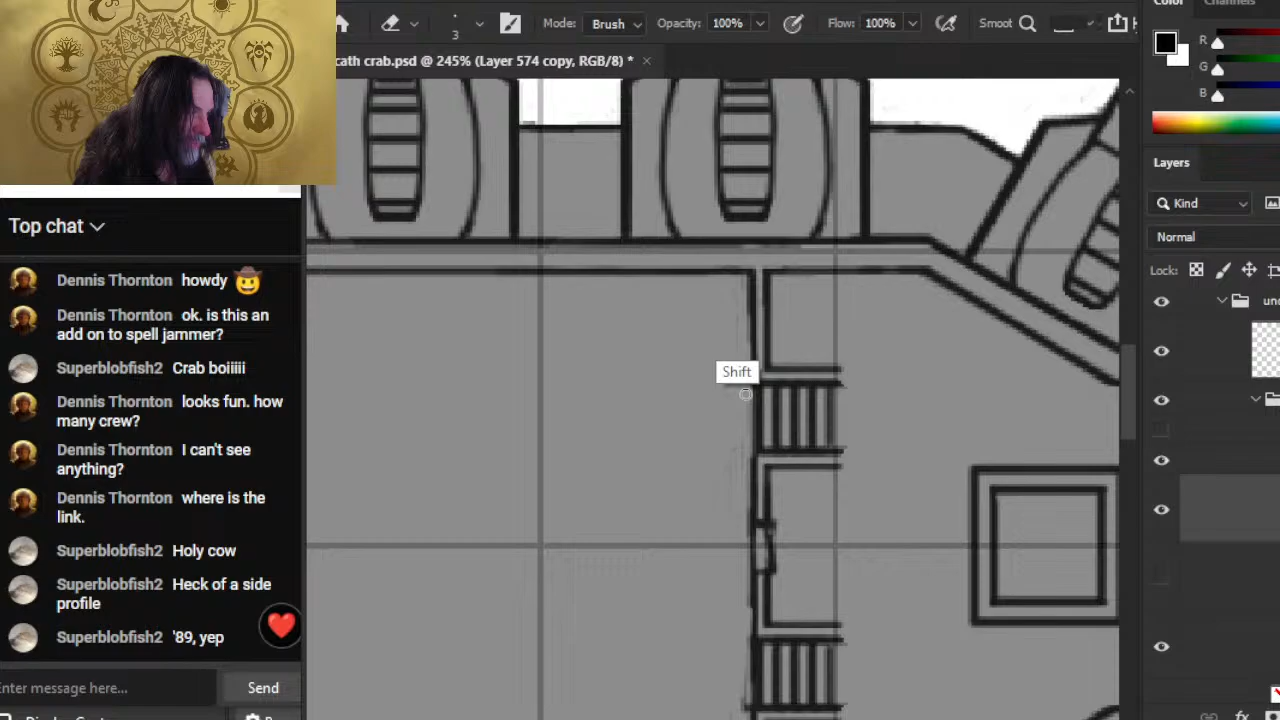 3
Mode:
Brush
Opacity:
100%
Flow:
100%
Smoot
cath crab.psd @ 245% (Layer 574 copy, RGB/8) *
Color
Channels
R
G
B
Layers
Kind
Normal
Lock:
Top chat
Dennis Thornton howdy
Dennis Thornton ok. is this an
add on to spell jammer?
Superblobfish2 Crab boiiiii
Dennis Thornton looks fun. how
many crew?
Dennis Thornton I can't see
anything?
Dennis Thornton where is the
link.
Superblobfish2 Holy cow
Superblobfish2 Heck of a side
profile
Superblobfish2 '89, yep
Enter message here...
Send
Shift
fx